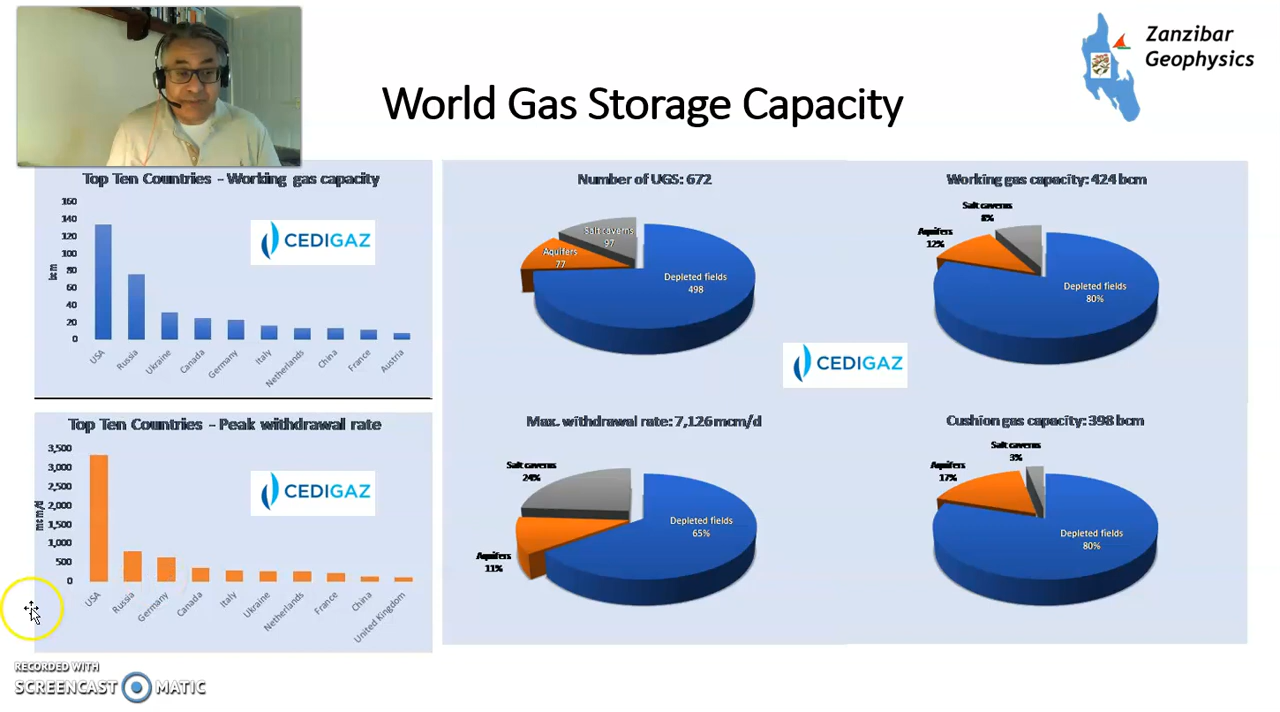 Zanzibar
Geophysics
World Gas Storage Capacity
Top Ten Countries - Working gas capacity
160
140
120
100
80
60
40
20
0
bcm
CEDIGAZ
USA
Russia
Ukraine
Canada
Germany
Italy
Netherlands
China
France
Austria
Top Ten Countries - Peak withdrawal rate
3,500
3,000
2,500
2,000
1,500
1,000
500
0
mcm/d
CEDIGAZ
USA
Russia
Germany
Canada
Italy
Ukraine
Netherlands
France
China
United Kingdom
Number of UGS: 672
Salt caverns
97
Aquifers
77
Depleted fields
498
Working gas capacity: 424 bcm
Salt caverns
8%
Aquifers
12%
Depleted fields
80%
CEDIGAZ
Max. withdrawal rate: 7,126 mcm/d
Salt caverns
24%
Depleted fields
65%
Aquifers
11%
Cushion gas capacity: 398 bcm
Salt caverns
3%
Aquifers
17%
Depleted fields
80%
RECORDED WITH
SCREENCAST MATIC